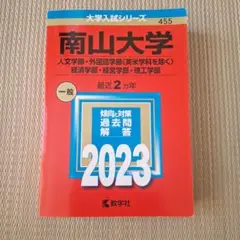 大学入試シリーズ
455
南山大学
人文学部・外国語学部〈英米学科を除く〉
経済学部・経営学部・理工学部
最近2カ年
一般
傾向と対策
過去問
解答
2023
教学社